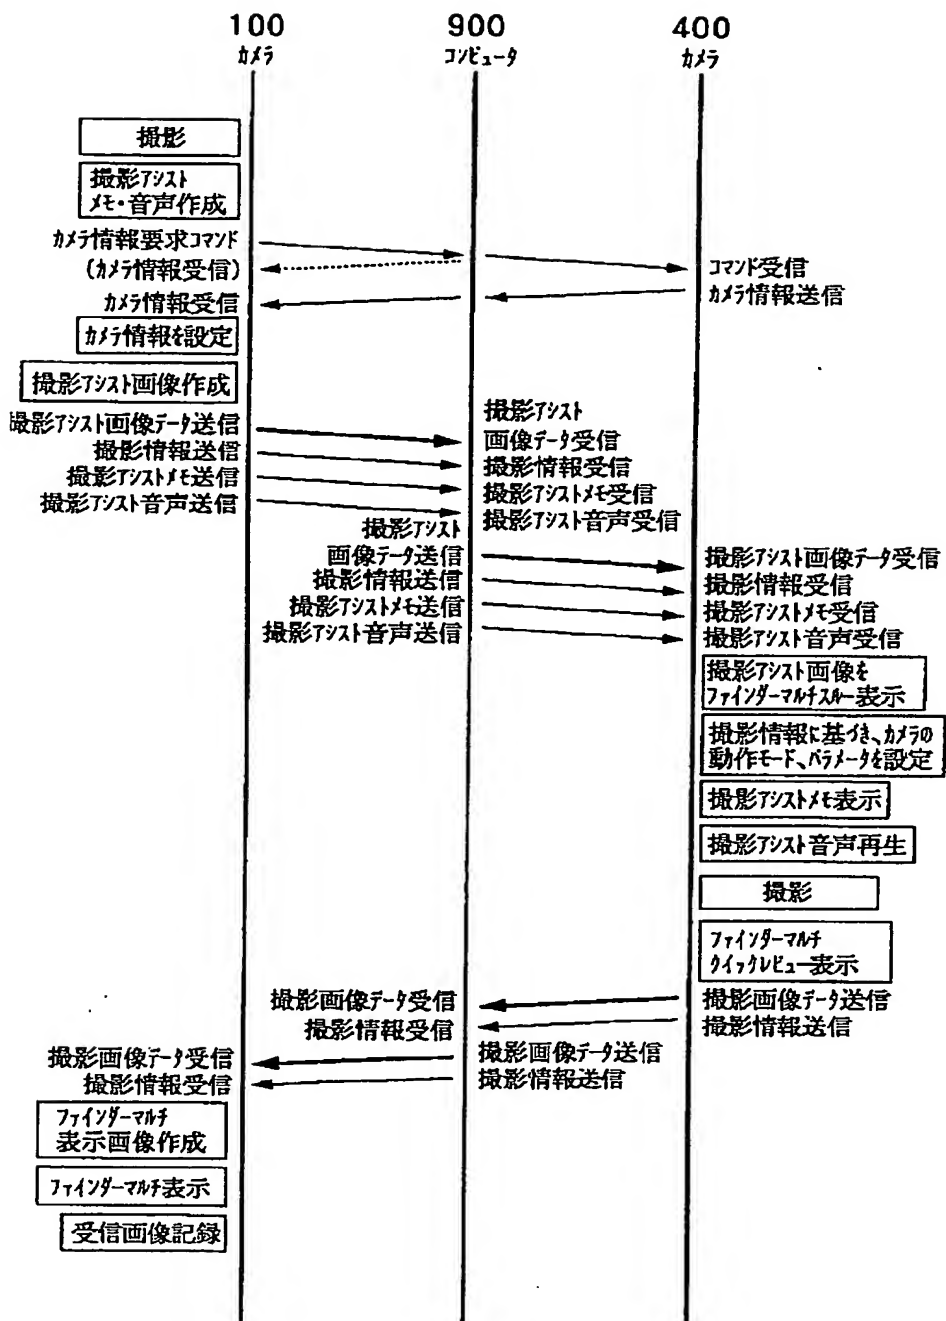 100
カメラ
900
コンピュータ
400
カメラ
撮影
撮影アシスト
メモ・音声作成
カメラ情報要求コマンド
(カメラ情報受信)
コマンド受信
カメラ情報送信
カメラ情報受信
カメラ情報を設定
撮影アシスト画像作成
撮影アシスト画像データ送信
撮影情報送信
撮影アシストメモ送信
撮影アシスト音声送信
撮影アシスト
画像データ受信
撮影情報受信
撮影アシストメモ受信
撮影アシスト音声受信
撮影アシスト
画像データ送信
撮影情報送信
撮影アシストメモ送信
撮影アシスト音声送信
撮影アシスト画像データ受信
撮影情報受信
撮影アシストメモ受信
撮影アシスト音声受信
撮影アシスト画像を
ファインダーマルチスルー表示
撮影情報に基づき、カメラの
動作モード、パラメータを設定
撮影アシストメモ表示
撮影アシスト音声再生
撮影
ファインダーマルチ
クイックレビュー表示
撮影画像データ送信
撮影情報送信
撮影画像データ受信
撮影情報受信
撮影画像データ送信
撮影情報送信
撮影画像データ受信
撮影情報受信
ファインダーマルチ
表示画像作成
ファインダーマルチ表示
受信画像記録